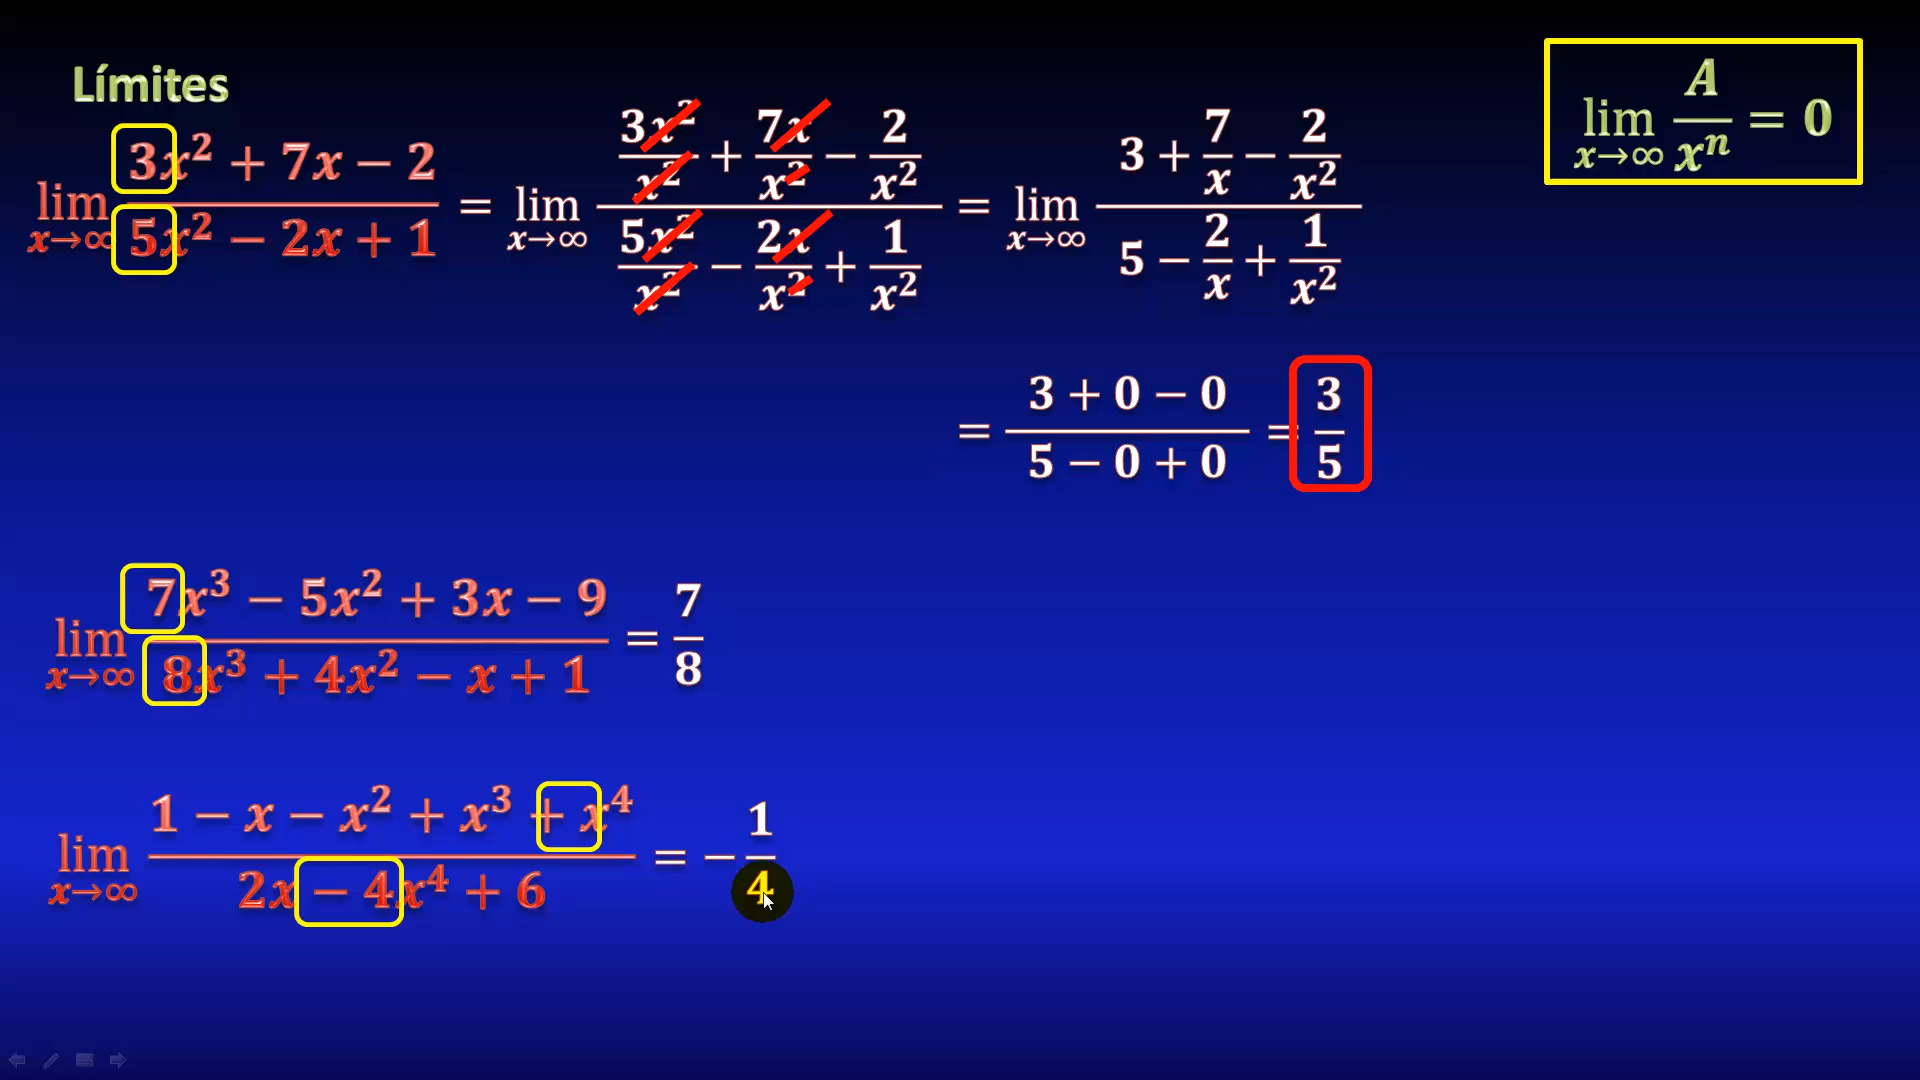 Límites
lim x→∞ (3x² + 7x − 2)/(5x² − 2x + 1) = lim x→∞ (3x²/x² + 7x/x² − 2/x²)/(5x²/x² − 2x/x² + 1/x²) = lim x→∞ (3 + 7/x − 2/x²)/(5 − 2/x + 1/x²)
lim x→∞ A/xⁿ = 0
= (3 + 0 − 0)/(5 − 0 + 0) = 3/5
lim x→∞ (7x³ − 5x² + 3x − 9)/(8x³ + 4x² − x + 1) = 7/8
lim x→∞ (1 − x − x² + x³ + x⁴)/(2x − 4x⁴ + 6) = − 1/4